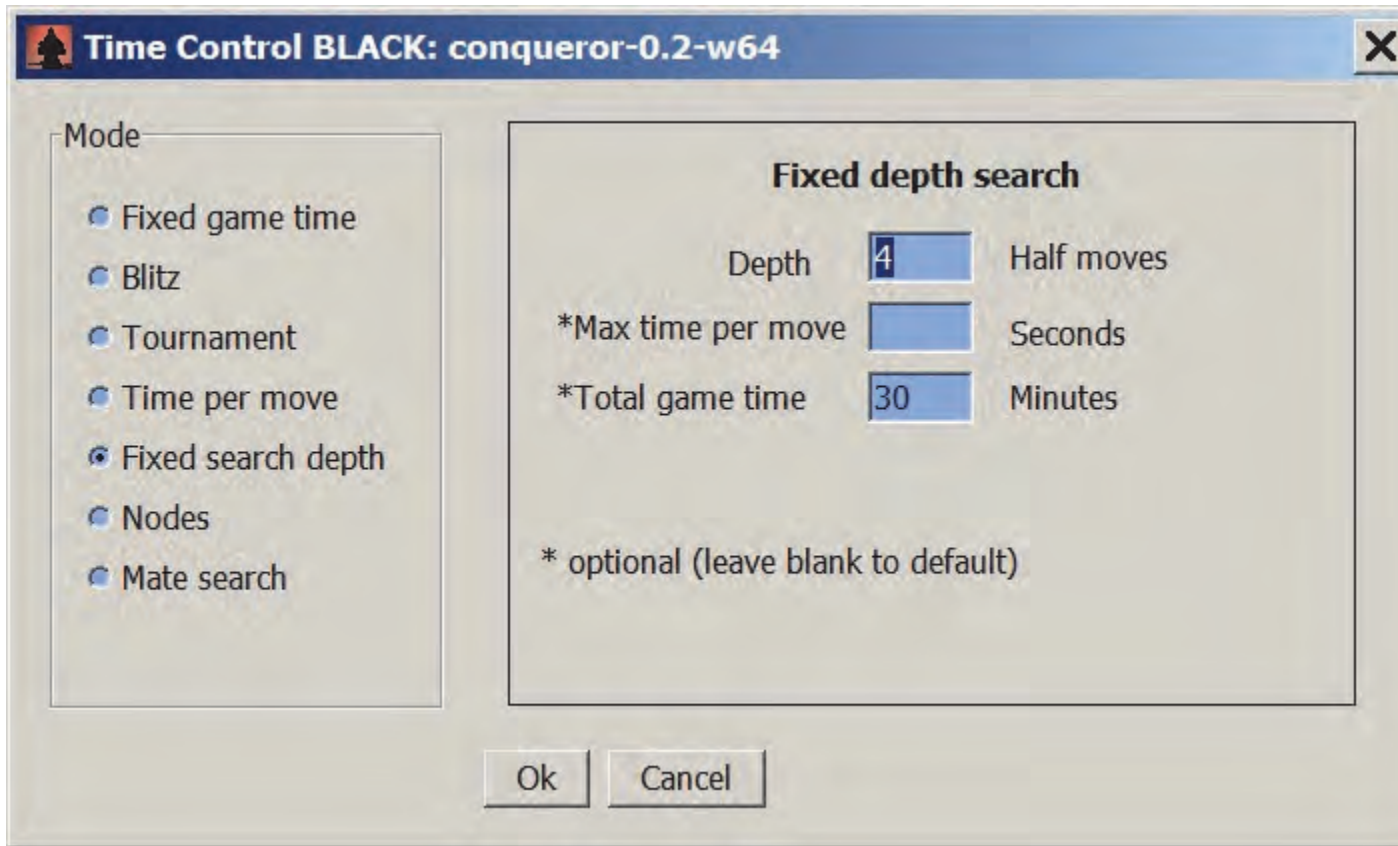 Time Control BLACK: conqueror-0.2-w64
Mode
Fixed game time
Blitz
Tournament
Time per move
Fixed search depth
Nodes
Mate search
Fixed depth search
Depth 4 Half moves
*Max time per move Seconds
*Total game time 30 Minutes
* optional (leave blank to default)
Ok Cancel